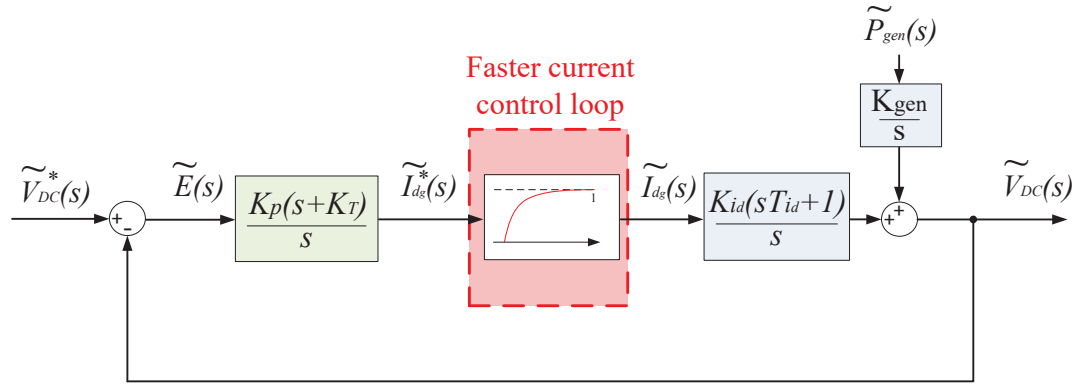 P̃gen(s)
Faster current
control loop
Kgen
s
Ṽ*DC(s)
Ẽ(s)
Kp(s+KT)
s
Ĩ*dg(s)
1
Ĩdg(s)
Kid(sTid+1)
s
ṼDC(s)
+
-
+
+